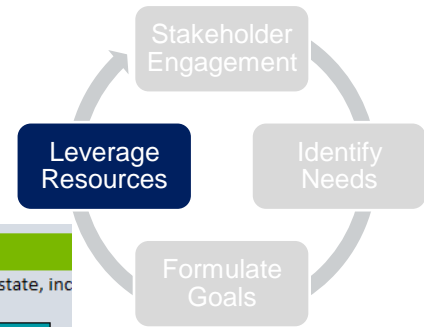 Stakeholder
Engagement
Leverage
Resources
Identify
Needs
Formulate
Goals
state, inc